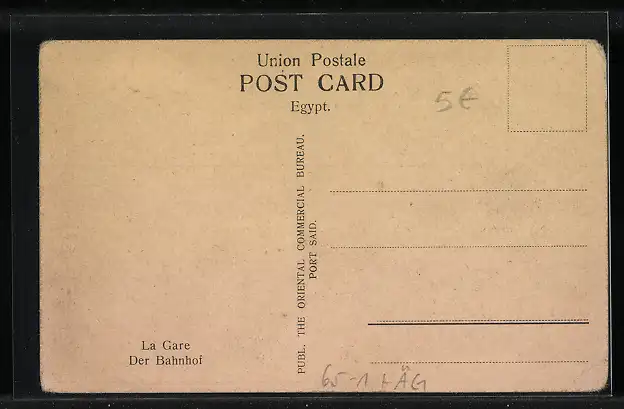 Union Postale
POST CARD
Egypt.
5€
PUBL. THE ORIENTAL COMMERCIAL BUREAU.
PORT SAID.
La Gare
Der Bahnhof
65-1 +ÄG